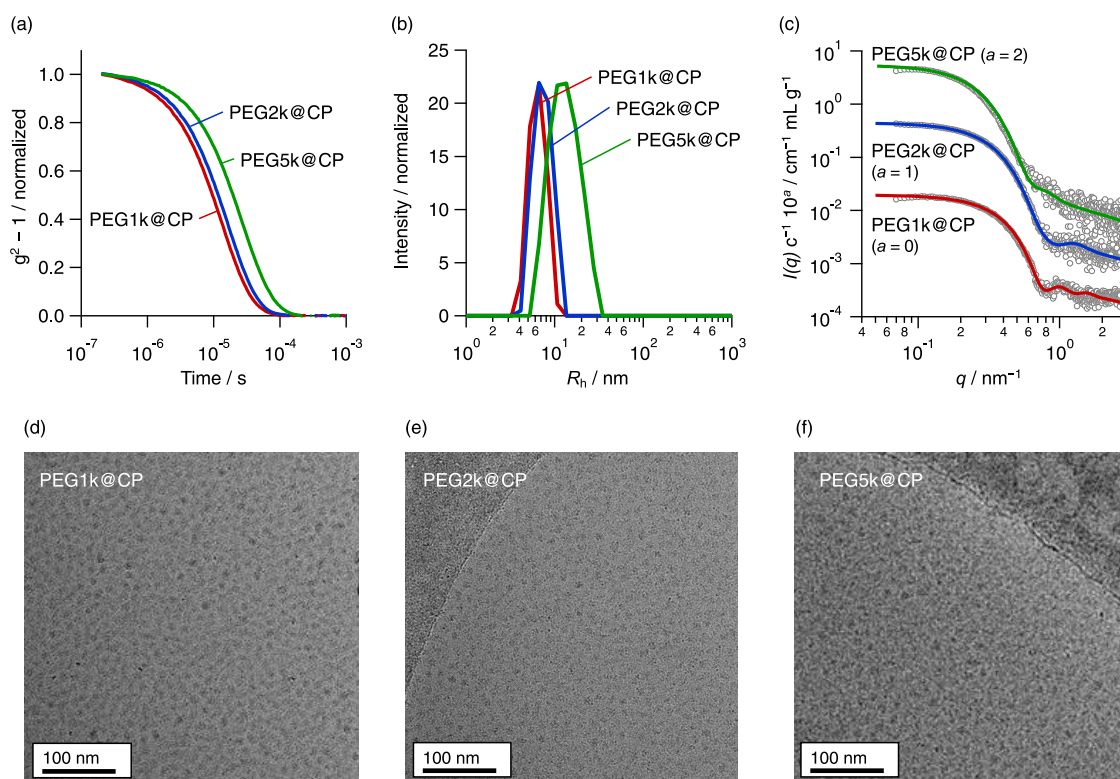 (a)
g² − 1 / normalized
1.0
0.8
0.6
0.4
0.2
0.0
PEG2k@CP
PEG5k@CP
PEG1k@CP
10⁻⁷ 10⁻⁶ 10⁻⁵ 10⁻⁴ 10⁻³
Time / s
(b)
Intensity / normalized
25
20
15
10
5
0
PEG1k@CP
PEG2k@CP
PEG5k@CP
2 4 6 2 4 6 2 4 6
10⁰ 10¹ 10² 10³
Rₕ / nm
(c)
I(q) c⁻¹ 10ᵃ / cm⁻¹ mL g⁻¹
10¹
10⁰
10⁻¹
10⁻²
10⁻³
10⁻⁴
PEG5k@CP (a = 2)
PEG2k@CP
(a = 1)
PEG1k@CP
(a = 0)
4 6 8 2 4 6 8 2
10⁻¹ 10⁰
q / nm⁻¹
(d)
PEG1k@CP
100 nm
(e)
PEG2k@CP
100 nm
(f)
PEG5k@CP
100 nm